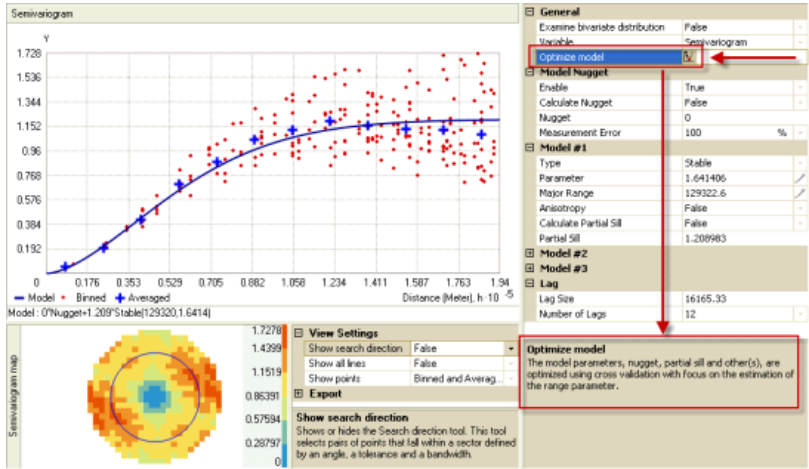 Semivariogram
γ
1.728
1.536
1.344
1.152
0.96
0.768
0.576
0.384
0.192
0 0.176 0.353 0.529 0.705 0.882 1.058 1.234 1.411 1.587 1.763 1.94
Model Binned Averaged Distance (Meter), h ·10 -5
Model : 0*Nugget+1.209*Stable(129320,1.6414)
General
Examine bivariate distribution False
Variable Semivariogram
Optimize model
Model Nugget
Enable True
Calculate Nugget False
Nugget 0
Measurement Error 100 %
Model #1
Type Stable
Parameter 1.641406
Major Range 129322.6
Anisotropy False
Calculate Partial Sill False
Partial Sill 1.208983
Model #2
Model #3
Lag
Lag Size 16165.33
Number of Lags 12
Semivariogram map
1.7278
1.4399
1.1519
0.86391
0.57594
0.28797
0
View Settings
Show search direction False
Show all lines False
Show points Binned and Averag...
Export
Show search direction
Shows or hides the Search direction tool. This tool
selects pairs of points that fall within a sector defined
by an angle, a tolerance and a bandwidth.
Optimize model
The model parameters, nugget, partial sill and other(s), are
optimized using cross validation with focus on the estimation of
the range parameter.